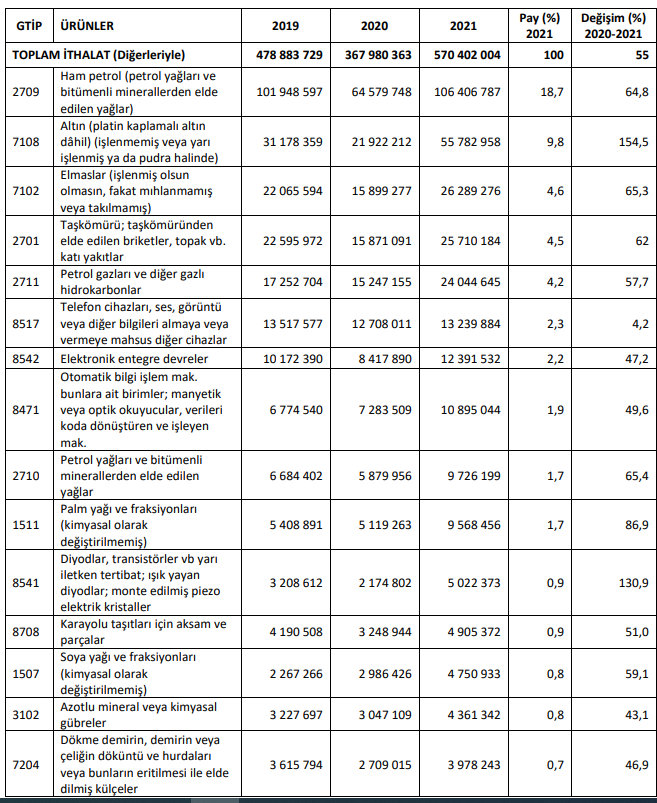 GTİP ÜRÜNLER 2019 2020 2021 Pay (%) 2021 Değişim (%) 2020-2021
TOPLAM İTHALAT (Diğerleriyle) 478 883 729 367 980 363 570 402 004 100 55
2709 Ham petrol (petrol yağları ve
bitümenli minerallerden elde
edilen yağlar) 101 948 597 64 579 748 106 406 787 18,7 64,8
7108 Altın (platin kaplamalı altın
dâhil) (işlenmemiş veya yarı
işlenmiş ya da pudra halinde) 31 178 359 21 922 212 55 782 958 9,8 154,5
7102 Elmaslar (işlenmiş olsun
olmasın, fakat mıhlanmamış
veya takılmamış) 22 065 594 15 899 277 26 289 276 4,6 65,3
2701 Taşkömürü; taşkömüründen
elde edilen briketler, topak vb.
katı yakıtlar 22 595 972 15 871 091 25 710 184 4,5 62
2711 Petrol gazları ve diğer gazlı
hidrokarbonlar 17 252 704 15 247 155 24 044 645 4,2 57,7
8517 Telefon cihazları, ses, görüntü
veya diğer bilgileri almaya veya
vermeye mahsus diğer cihazlar 13 517 577 12 708 011 13 239 884 2,3 4,2
8542 Elektronik entegre devreler 10 172 390 8 417 890 12 391 532 2,2 47,2
8471 Otomatik bilgi işlem mak.
bunlara ait birimler; manyetik
veya optik okuyucular, verileri
koda dönüştüren ve işleyen
mak. 6 774 540 7 283 509 10 895 044 1,9 49,6
2710 Petrol yağları ve bitümenli
minerallerden elde edilen
yağlar 6 684 402 5 879 956 9 726 199 1,7 65,4
1511 Palm yağı ve fraksiyonları
(kimyasal olarak
değiştirilmemiş) 5 408 891 5 119 263 9 568 456 1,7 86,9
8541 Diyodlar, transistörler vb yarı
iletken tertibat; ışık yayan
diyodlar; monte edilmiş piezo
elektrik kristaller 3 208 612 2 174 802 5 022 373 0,9 130,9
8708 Karayolu taşıtları için aksam ve
parçalar 4 190 508 3 248 944 4 905 372 0,9 51,0
1507 Soya yağı ve fraksiyonları
(kimyasal olarak
değiştirilmemiş) 2 267 266 2 986 426 4 750 933 0,8 59,1
3102 Azotlu mineral veya kimyasal
gübreler 3 227 697 3 047 109 4 361 342 0,8 43,1
7204 Dökme demirin, demirin veya
çeliğin döküntü ve hurdaları
veya bunların eritilmesi ile elde
dilmiş külçeler 3 615 794 2 709 015 3 978 243 0,7 46,9